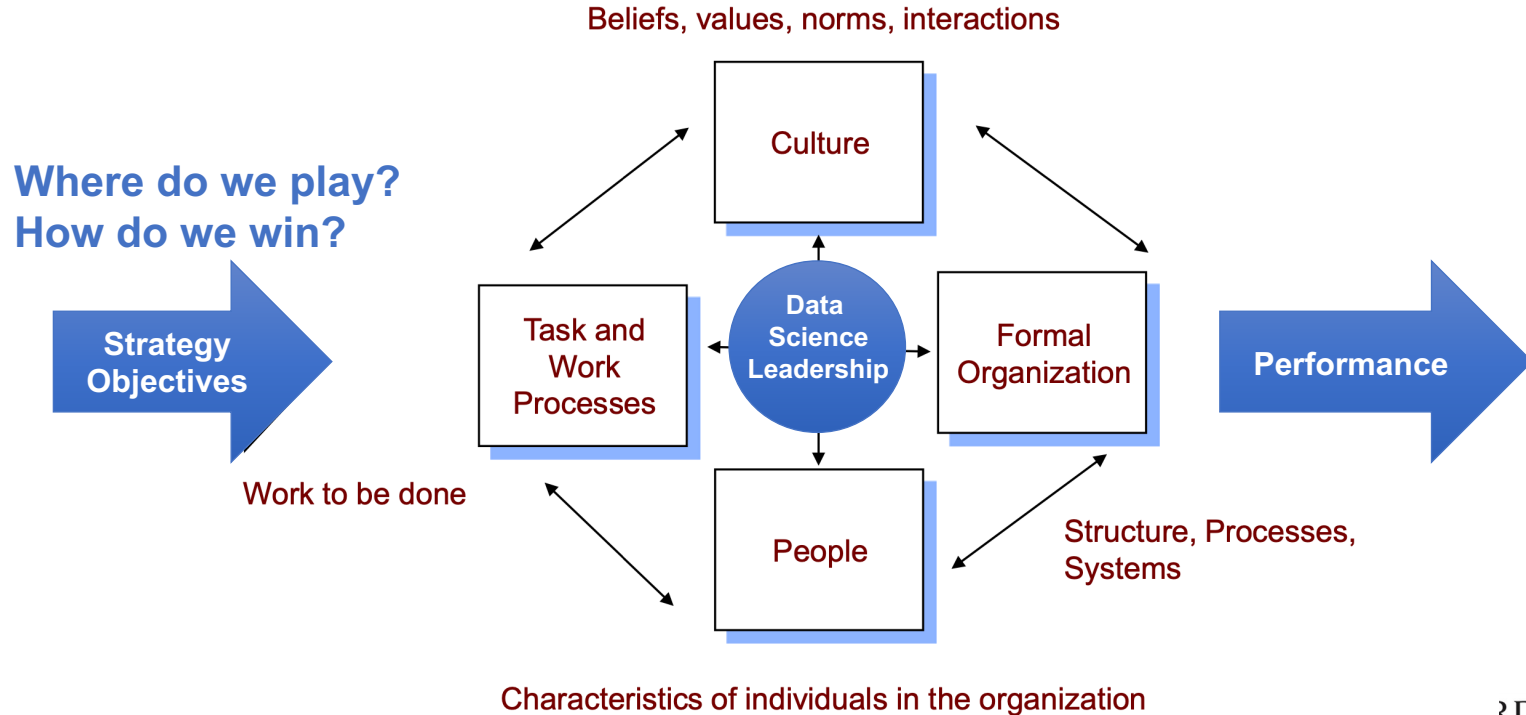 Beliefs, values, norms, interactions
Culture
Where do we play?
How do we win?
Strategy
Objectives
Task and
Work
Processes
Data
Science
Leadership
Formal
Organization
Performance
Work to be done
People
Structure, Processes,
Systems
Characteristics of individuals in the organization